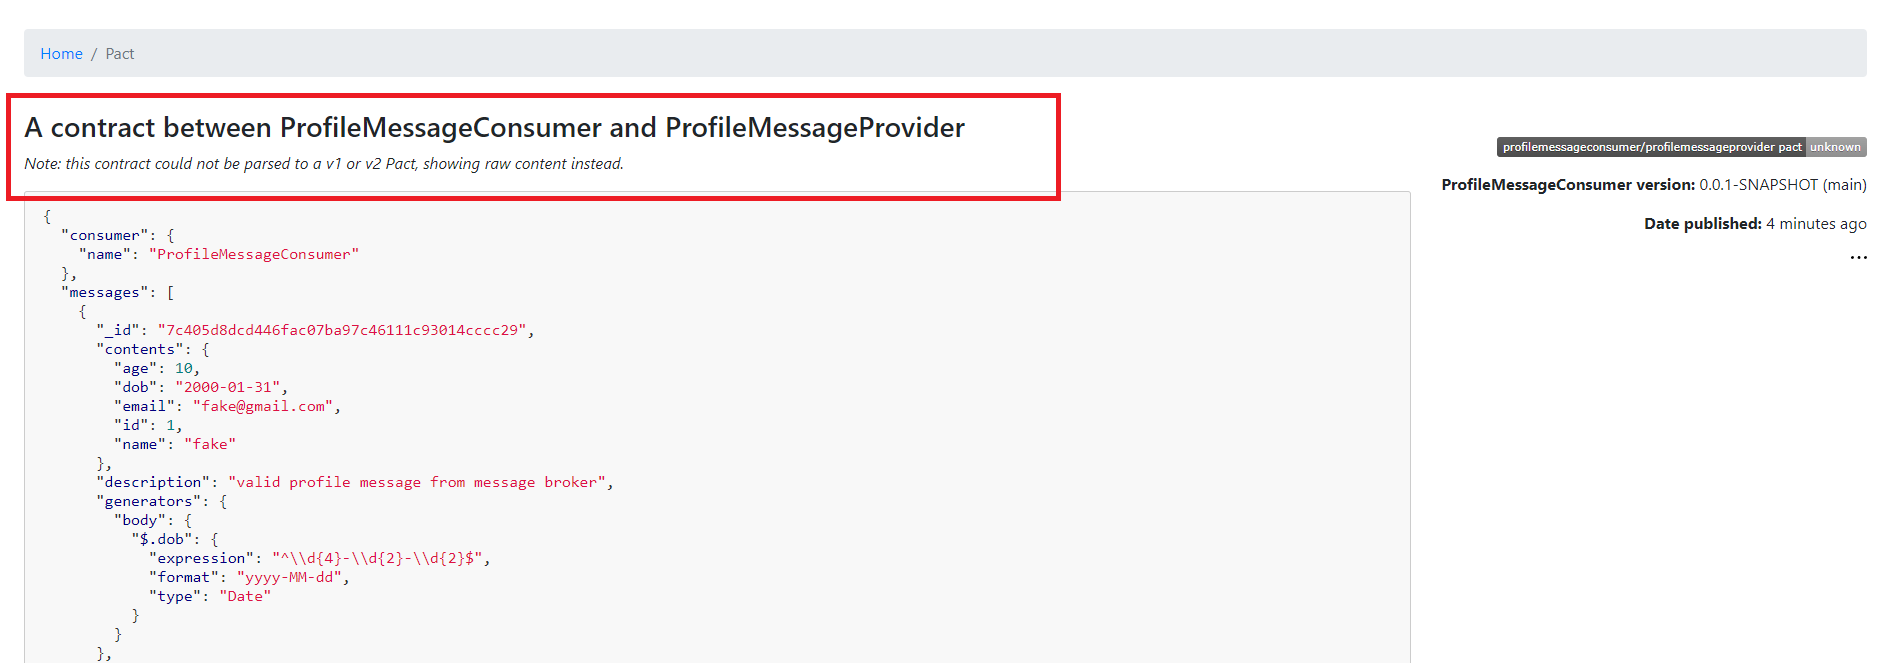 Home / Pact
A contract between ProfileMessageConsumer and ProfileMessageProvider
Note: this contract could not be parsed to a v1 or v2 Pact, showing raw content instead.
profilemessageconsumer/profilemessageprovider pact unknown
ProfileMessageConsumer version: 0.0.1-SNAPSHOT (main)
Date published: 4 minutes ago
...
{
  "consumer": {
    "name": "ProfileMessageConsumer"
  },
  "messages": [
    {
      "_id": "7c405d8dcd446fac07ba97c46111c93014cccc29",
      "contents": {
        "age": 10,
        "dob": "2000-01-31",
        "email": "fake@gmail.com",
        "id": 1,
        "name": "fake"
      },
      "description": "valid profile message from message broker",
      "generators": {
        "body": {
          "$.dob": {
            "expression": "^\\d{4}-\\d{2}-\\d{2}$",
            "format": "yyyy-MM-dd",
            "type": "Date"
          }
        }
      },